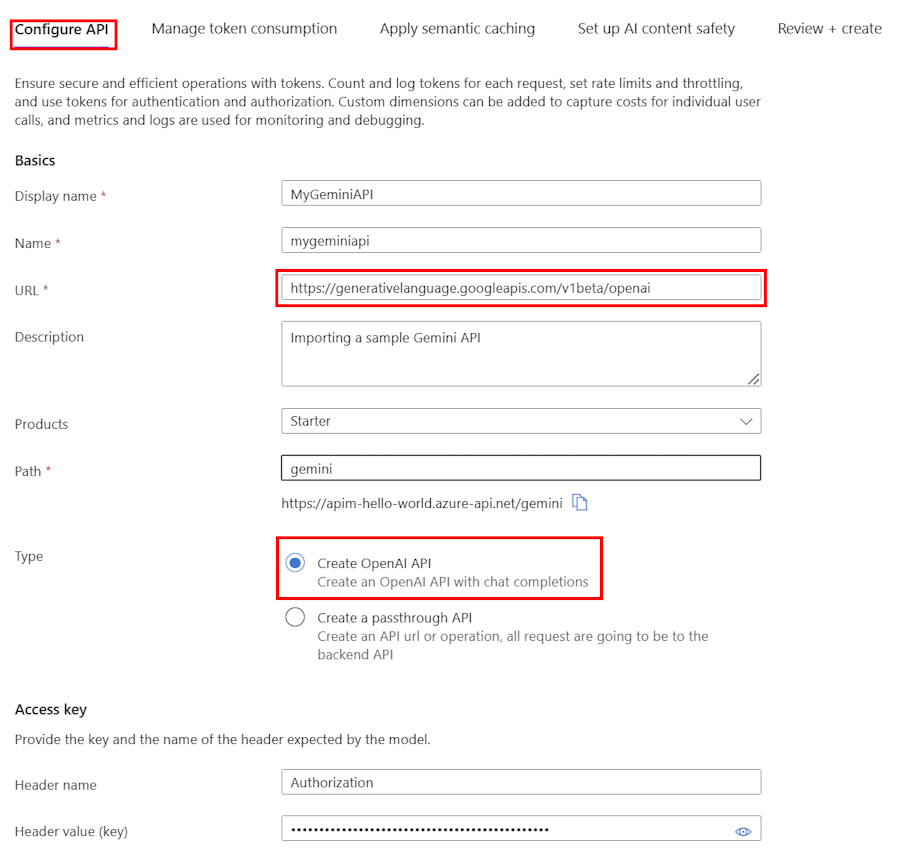 Configure API Manage token consumption Apply semantic caching Set up AI content safety Review + create
Ensure secure and efficient operations with tokens. Count and log tokens for each request, set rate limits and throttling,
and use tokens for authentication and authorization. Custom dimensions can be added to capture costs for individual user
calls, and metrics and logs are used for monitoring and debugging.
Basics
Display name * MyGeminiAPI
Name * mygeminiapi
URL * https://generativelanguage.googleapis.com/v1beta/openai
Description Importing a sample Gemini API
Products Starter
Path * gemini
https://apim-hello-world.azure-api.net/gemini
Type Create OpenAI API
Create an OpenAI API with chat completions
Create a passthrough API
Create an API url or operation, all request are going to be to the
backend API
Access key
Provide the key and the name of the header expected by the model.
Header name Authorization
Header value (key) ••••••••••••••••••••••••••••••••••••••••••••••